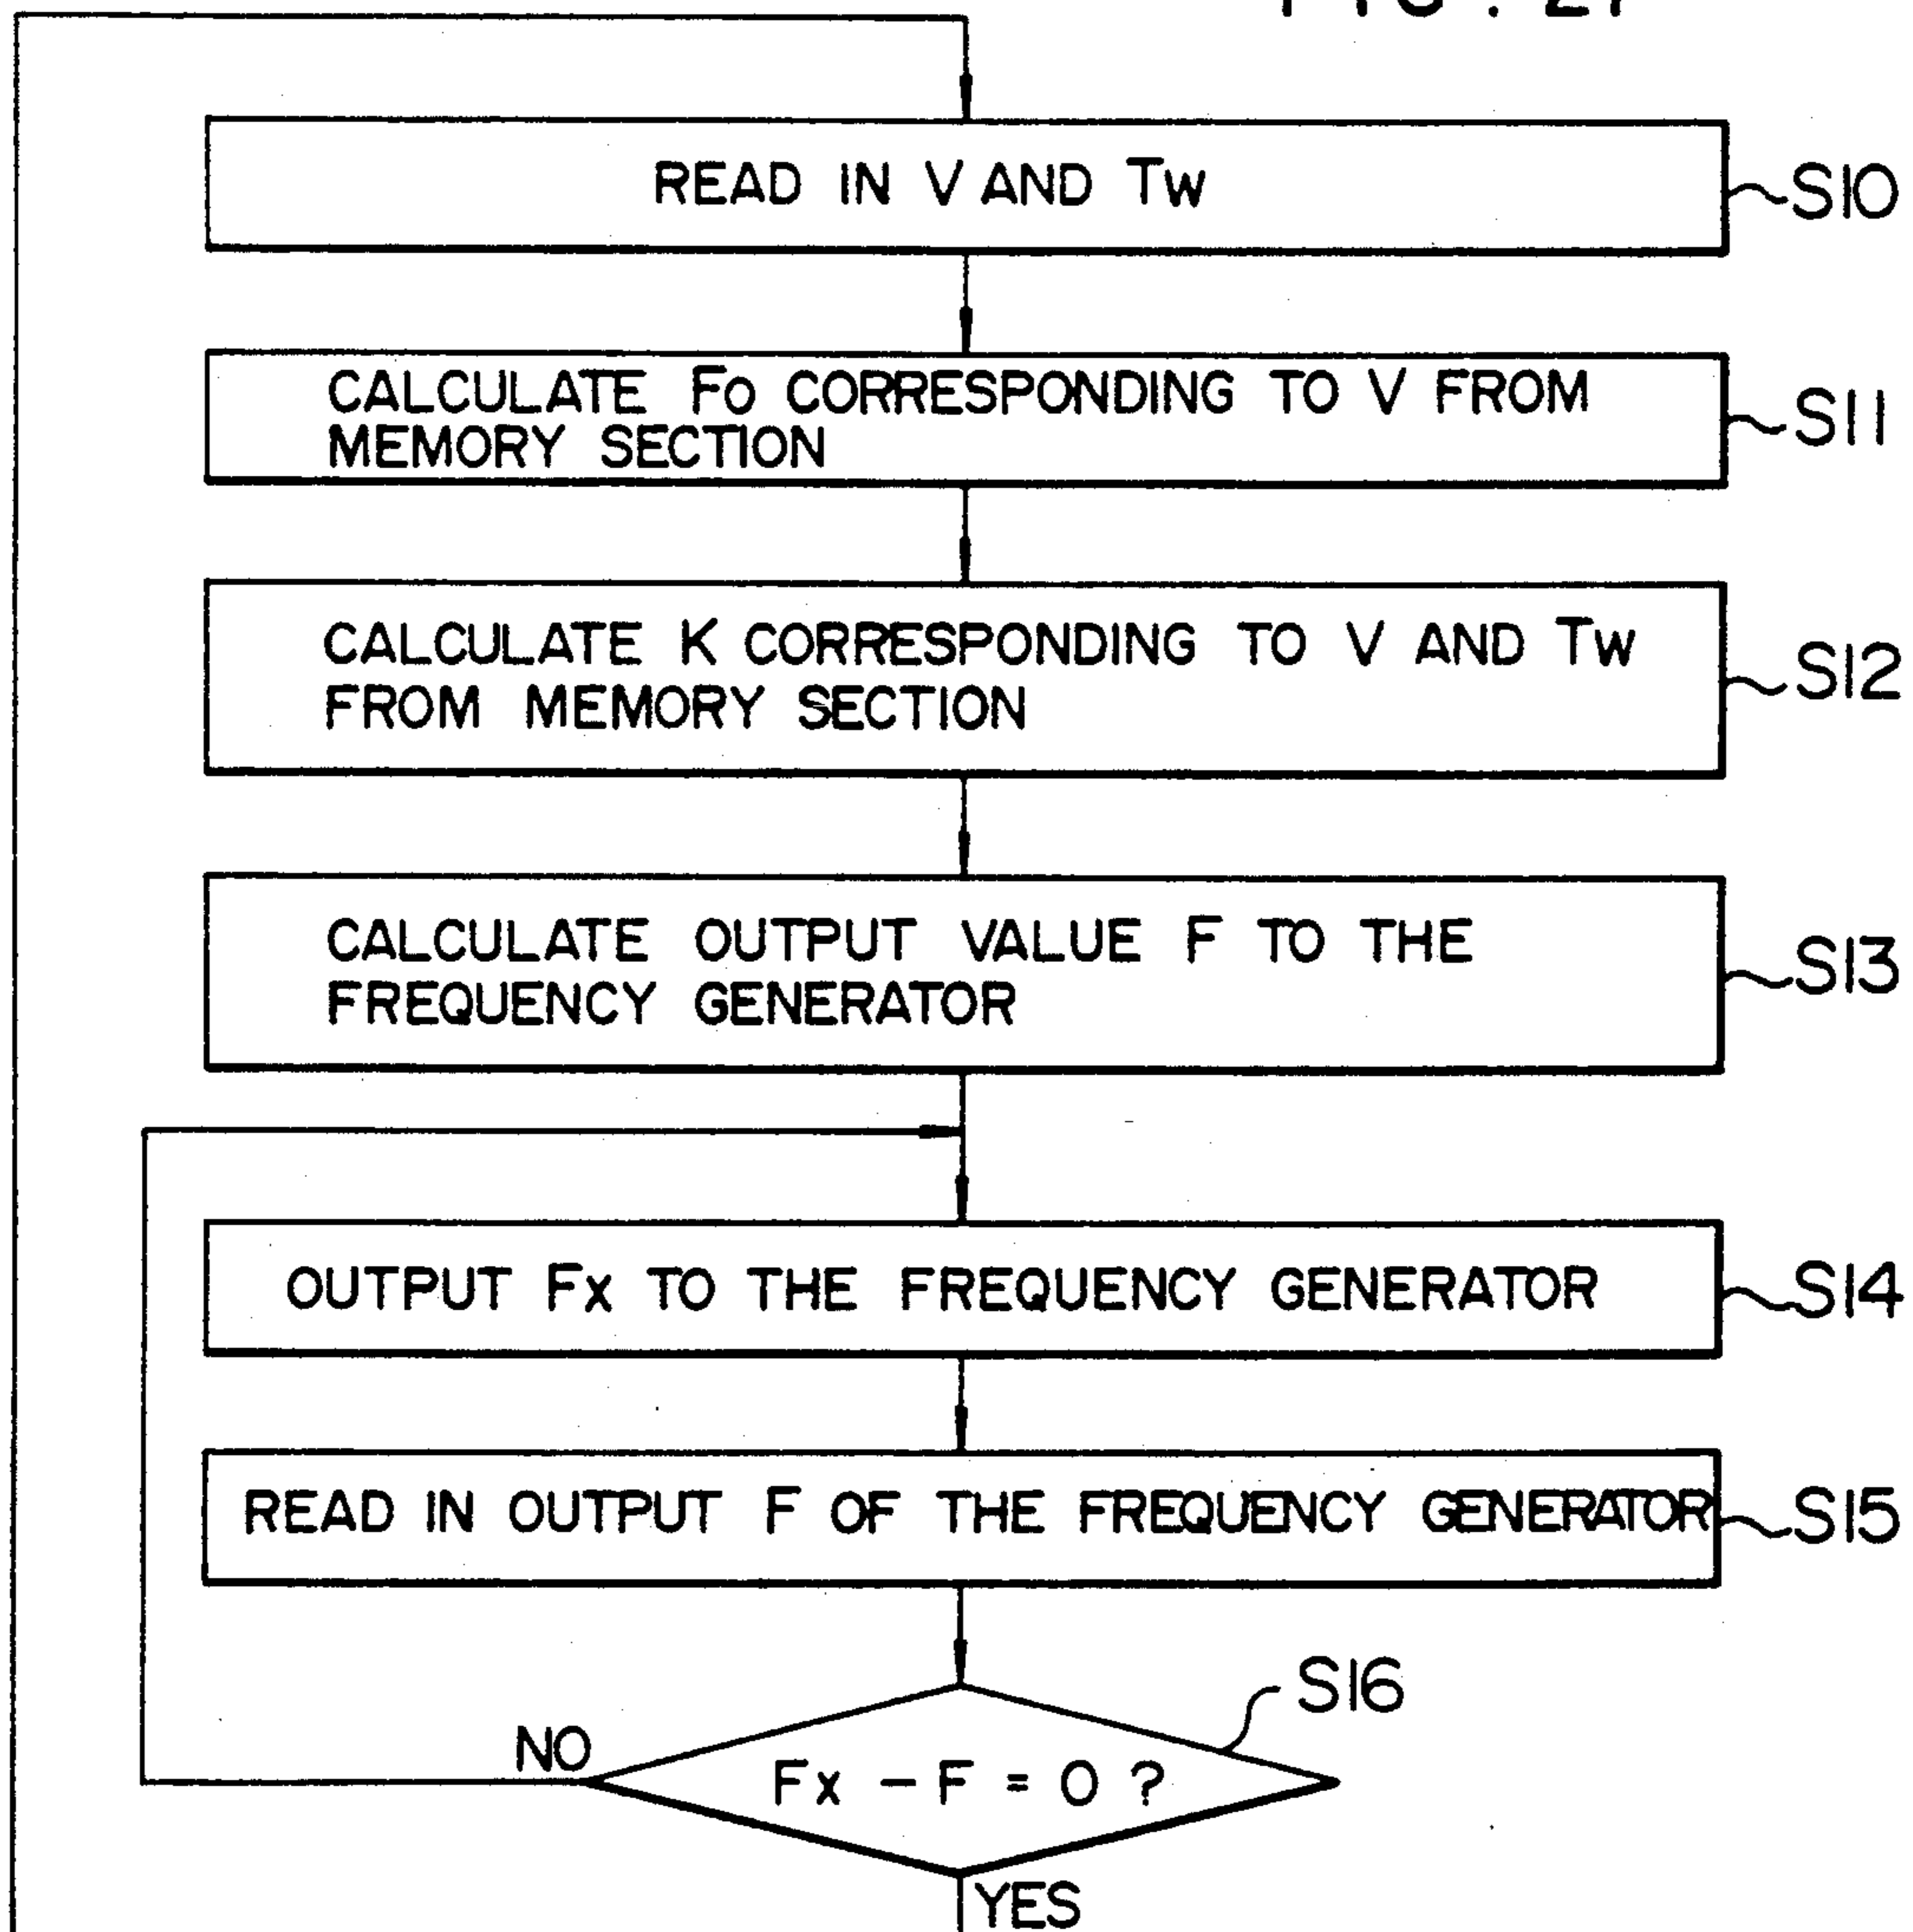 READ IN V AND Tw
S10
CALCULATE Fo CORRESPONDING TO V FROM
MEMORY SECTION
S11
CALCULATE K CORRESPONDING TO V AND Tw
FROM MEMORY SECTION
S12
CALCULATE OUTPUT VALUE F TO THE
FREQUENCY GENERATOR
S13
OUTPUT Fx TO THE FREQUENCY GENERATOR
S14
READ IN OUTPUT F OF THE FREQUENCY GENERATOR
S15
S16
NO
Fx - F = 0 ?
YES